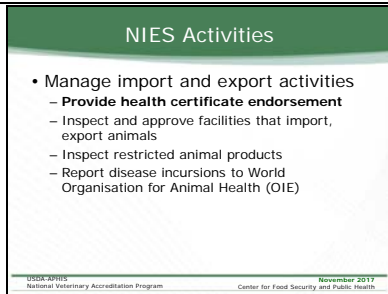 NIES Activities
• Manage import and export activities
– Provide health certificate endorsement
– Inspect and approve facilities that import,
export animals
– Inspect restricted animal products
– Report disease incursions to World
Organisation for Animal Health (OIE)
USDA-APHIS
National Veterinary Accreditation Program
November 2017
Center for Food Security and Public Health